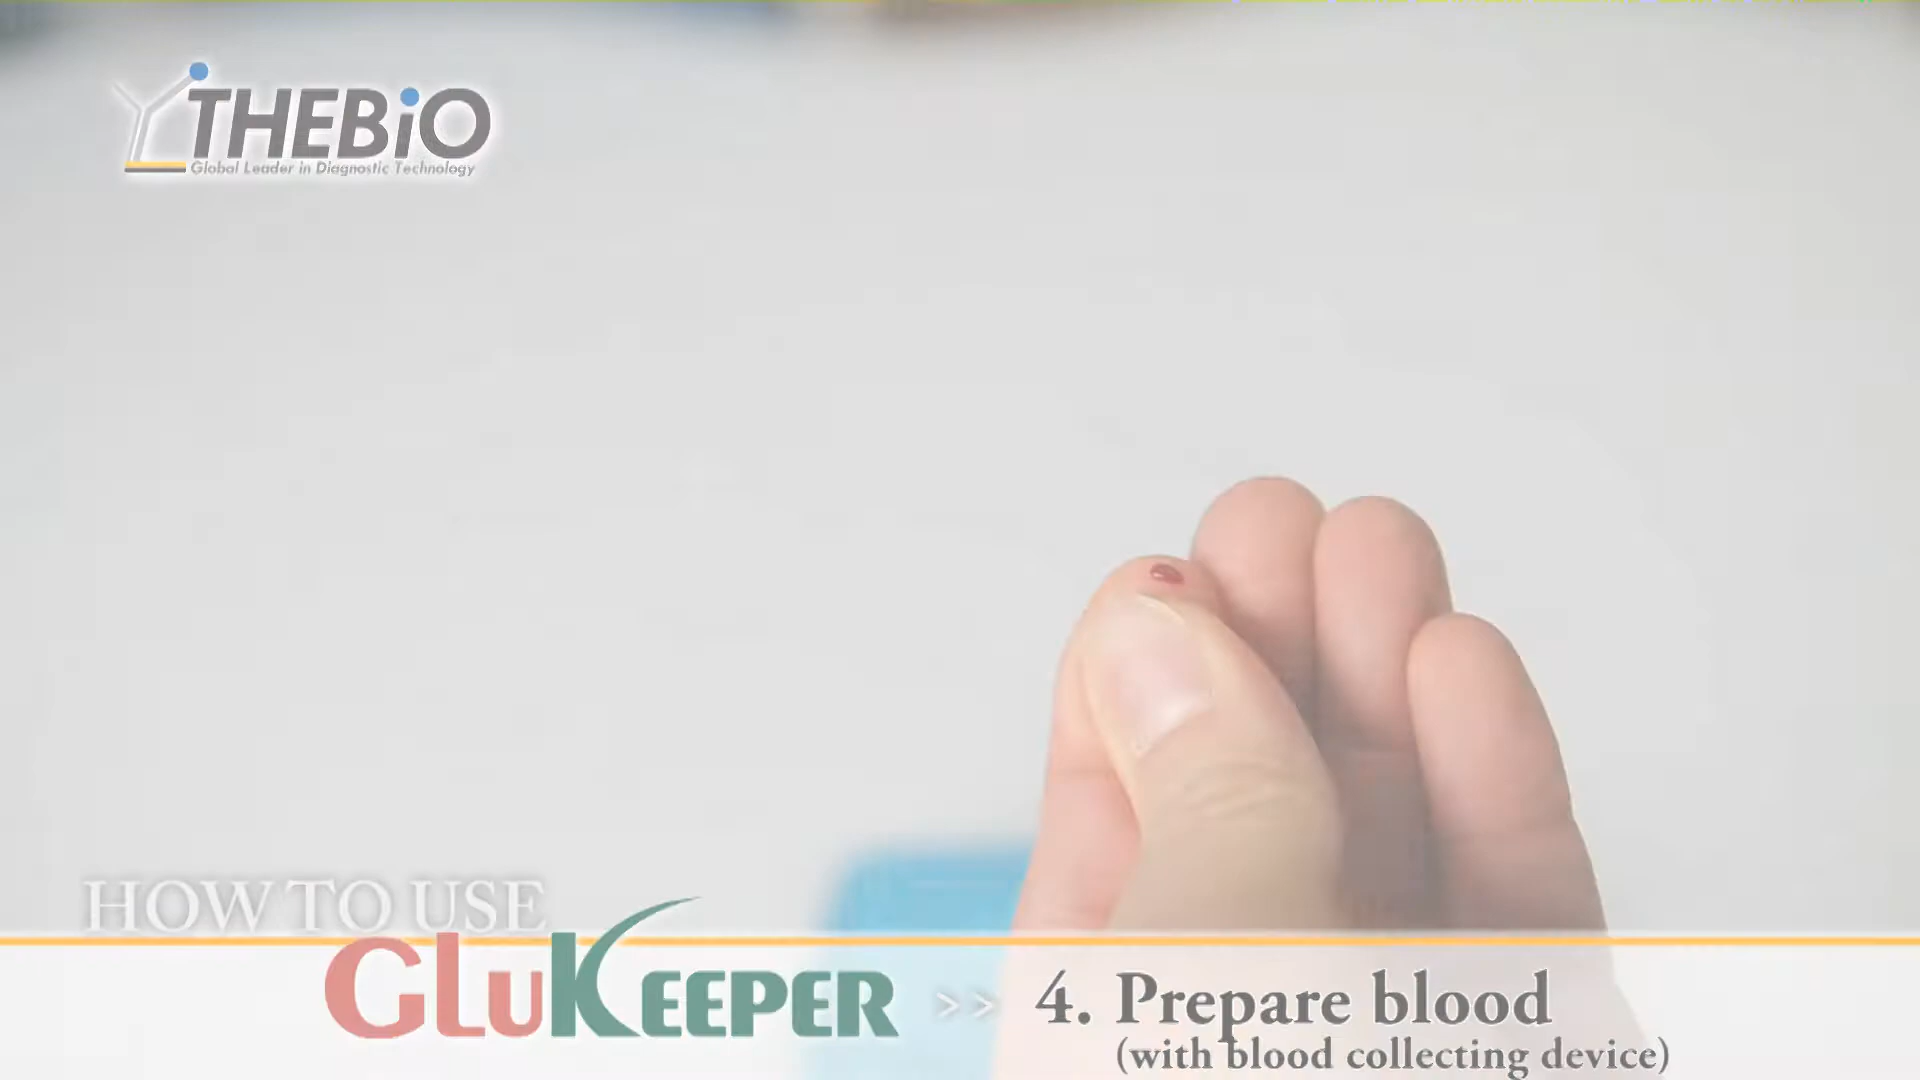 THEBiO
Global Leader in Diagnostic Technology
HOW TO USE
GLUKEEPER >> 4. Prepare blood
(with blood collecting device)